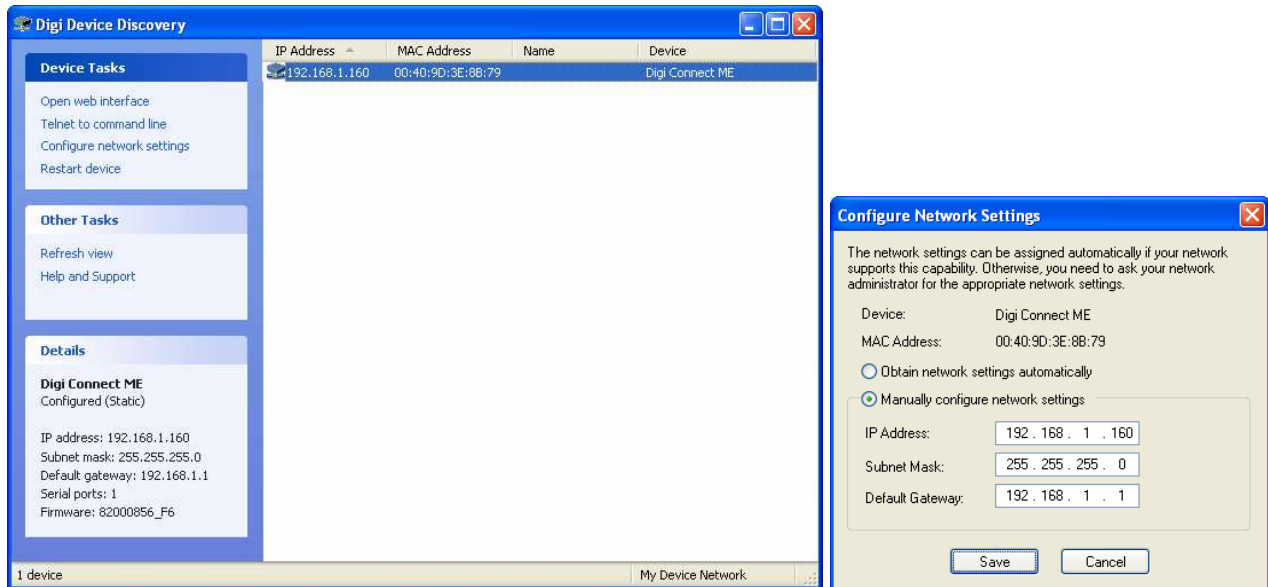 Digi Device Discovery
Device Tasks
Open web interface
Telnet to command line
Configure network settings
Restart device
Other Tasks
Refresh view
Help and Support
Details
Digi Connect ME
Configured (Static)
IP address: 192.168.1.160
Subnet mask: 255.255.255.0
Default gateway: 192.168.1.1
Serial ports: 1
Firmware: 82000856_F6
IP Address MAC Address Name Device
192.168.1.160 00:40:9D:3E:8B:79 Digi Connect ME
1 device My Device Network
Configure Network Settings
The network settings can be assigned automatically if your network
supports this capability. Otherwise, you need to ask your network
administrator for the appropriate network settings.
Device: Digi Connect ME
MAC Address: 00:40:9D:3E:8B:79
Obtain network settings automatically
Manually configure network settings
IP Address: 192 . 168 . 1 . 160
Subnet Mask: 255 . 255 . 255 . 0
Default Gateway: 192 . 168 . 1 . 1
Save Cancel